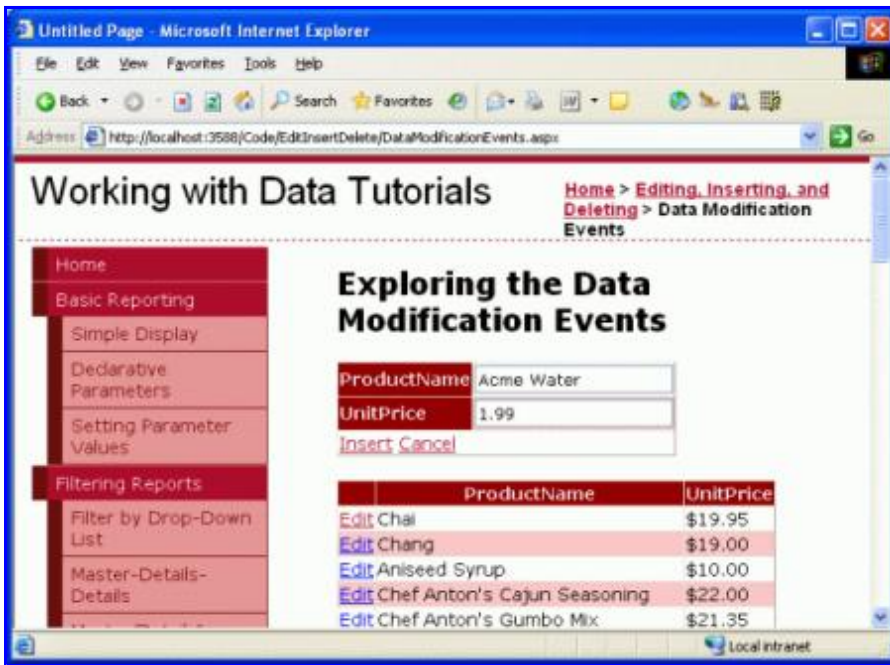 Untitled Page - Microsoft Internet Explorer
File Edit View Favorites Tools Help
Back Search Favorites
Address http://localhost:3588/Code/EditInsertDelete/DataModificationEvents.aspx Go
Working with Data Tutorials
Home > Editing, Inserting, and
Deleting > Data Modification
Events
Home
Basic Reporting
Simple Display
Declarative
Parameters
Setting Parameter
Values
Filtering Reports
Filter by Drop-Down
List
Master-Details-
Details
Exploring the Data
Modification Events
ProductName Acme Water
UnitPrice 1.99
Insert Cancel
ProductName UnitPrice
Edit Chai $19.95
Edit Chang $19.00
Edit Aniseed Syrup $10.00
Edit Chef Anton's Cajun Seasoning $22.00
Edit Chef Anton's Gumbo Mix $21.35
Local intranet